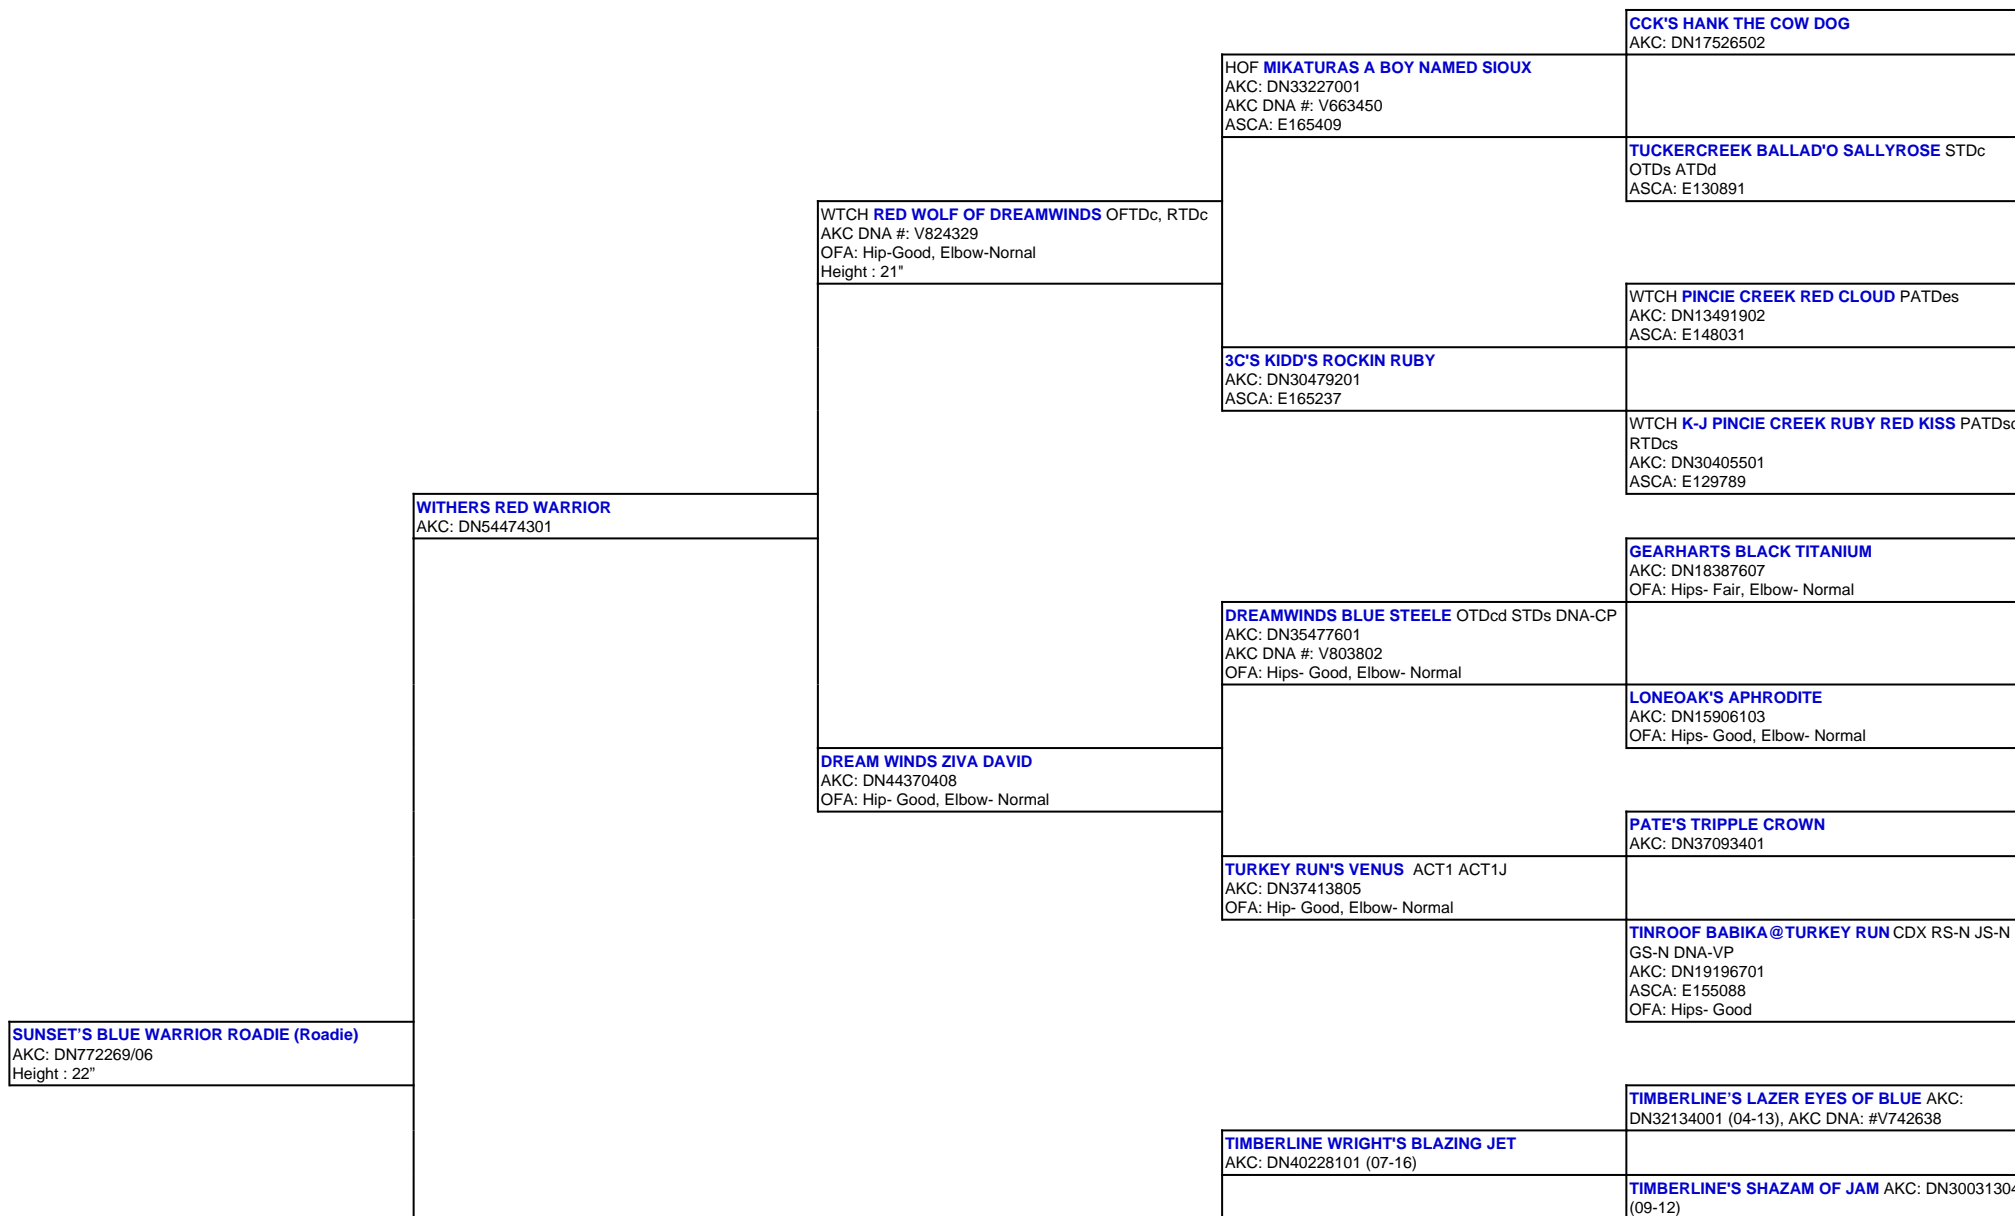 CCK'S HANK THE COW DOG
AKC: DN17526502
HOF MIKATURAS A BOY NAMED SIOUX
AKC: DN33227001
AKC DNA #: V663450
ASCA: E165409
TUCKERCREEK BALLAD'O SALLYROSE STDc
OTDs ATDd
ASCA: E130891
WTCH RED WOLF OF DREAMWINDS OFTDc, RTDc
AKC DNA #: V824329
OFA: Hip-Good, Elbow-Nornal
Height : 21"
WTCH PINCIE CREEK RED CLOUD PATDes
AKC: DN13491902
ASCA: E148031
3C'S KIDD'S ROCKIN RUBY
AKC: DN30479201
ASCA: E165237
WTCH K-J PINCIE CREEK RUBY RED KISS
RTDcs
AKC: DN30405501
ASCA: E129789
WITHERS RED WARRIOR
AKC: DN54474301
GEARHARTS BLACK TITANIUM
AKC: DN18387607
OFA: Hips- Fair, Elbow- Normal
DREAMWINDS BLUE STEELE OTDcd STDs DNA-CP
AKC: DN35477601
AKC DNA #: V803802
OFA: Hips- Good, Elbow- Normal
LONEOAK'S APHRODITE
AKC: DN15906103
OFA: Hips- Good, Elbow- Normal
DREAM WINDS ZIVA DAVID
AKC: DN44370408
OFA: Hip- Good, Elbow- Normal
PATE'S TRIPPLE CROWN
AKC: DN37093401
TURKEY RUN'S VENUS ACT1 ACT1J
AKC: DN37413805
OFA: Hip- Good, Elbow- Normal
TINROOF BABIKA@TURKEY RUN CDX RS-N JS-N
GS-N DNA-VP
AKC: DN19196701
ASCA: E155088
OFA: Hips- Good
SUNSET’S BLUE WARRIOR ROADIE (Roadie)
AKC: DN772269/06
Height : 22”
TIMBERLINE’S LAZER EYES OF BLUE AKC:
DN32134001 (04-13), AKC DNA: #V742638
TIMBERLINE WRIGHT'S BLAZING JET
AKC: DN40228101 (07-16)
TIMBERLINE'S SHAZAM OF JAM AKC: DN30031304
(09-12)